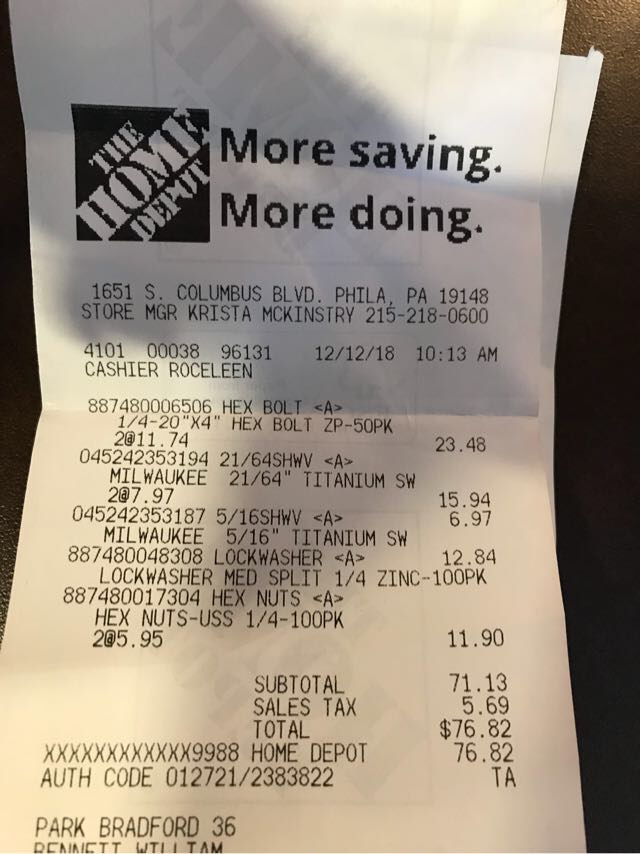 THE
HOME
DEPOT
More saving.
More doing.
1651 S. COLUMBUS BLVD. PHILA, PA 19148
STORE MGR KRISTA MCKINSTRY 215-218-0600
4101 00038 96131 12/12/18 10:13 AM
CASHIER ROCELEEN
887480006506 HEX BOLT <A>
1/4-20"X4" HEX BOLT ZP-50PK
2@11.74 23.48
045242353194 21/64SHWV <A>
MILWAUKEE 21/64" TITANIUM SW
2@7.97 15.94
045242353187 5/16SHWV <A> 6.97
MILWAUKEE 5/16" TITANIUM SW
887480048308 LOCKWASHER <A> 12.84
LOCKWASHER MED SPLIT 1/4 ZINC-100PK
887480017304 HEX NUTS <A>
HEX NUTS-USS 1/4-100PK
2@5.95 11.90
SUBTOTAL 71.13
SALES TAX 5.69
TOTAL $76.82
XXXXXXXXXXXX9988 HOME DEPOT 76.82
AUTH CODE 012721/2383822 TA
PARK BRADFORD 36
BENNETT WILLIAM